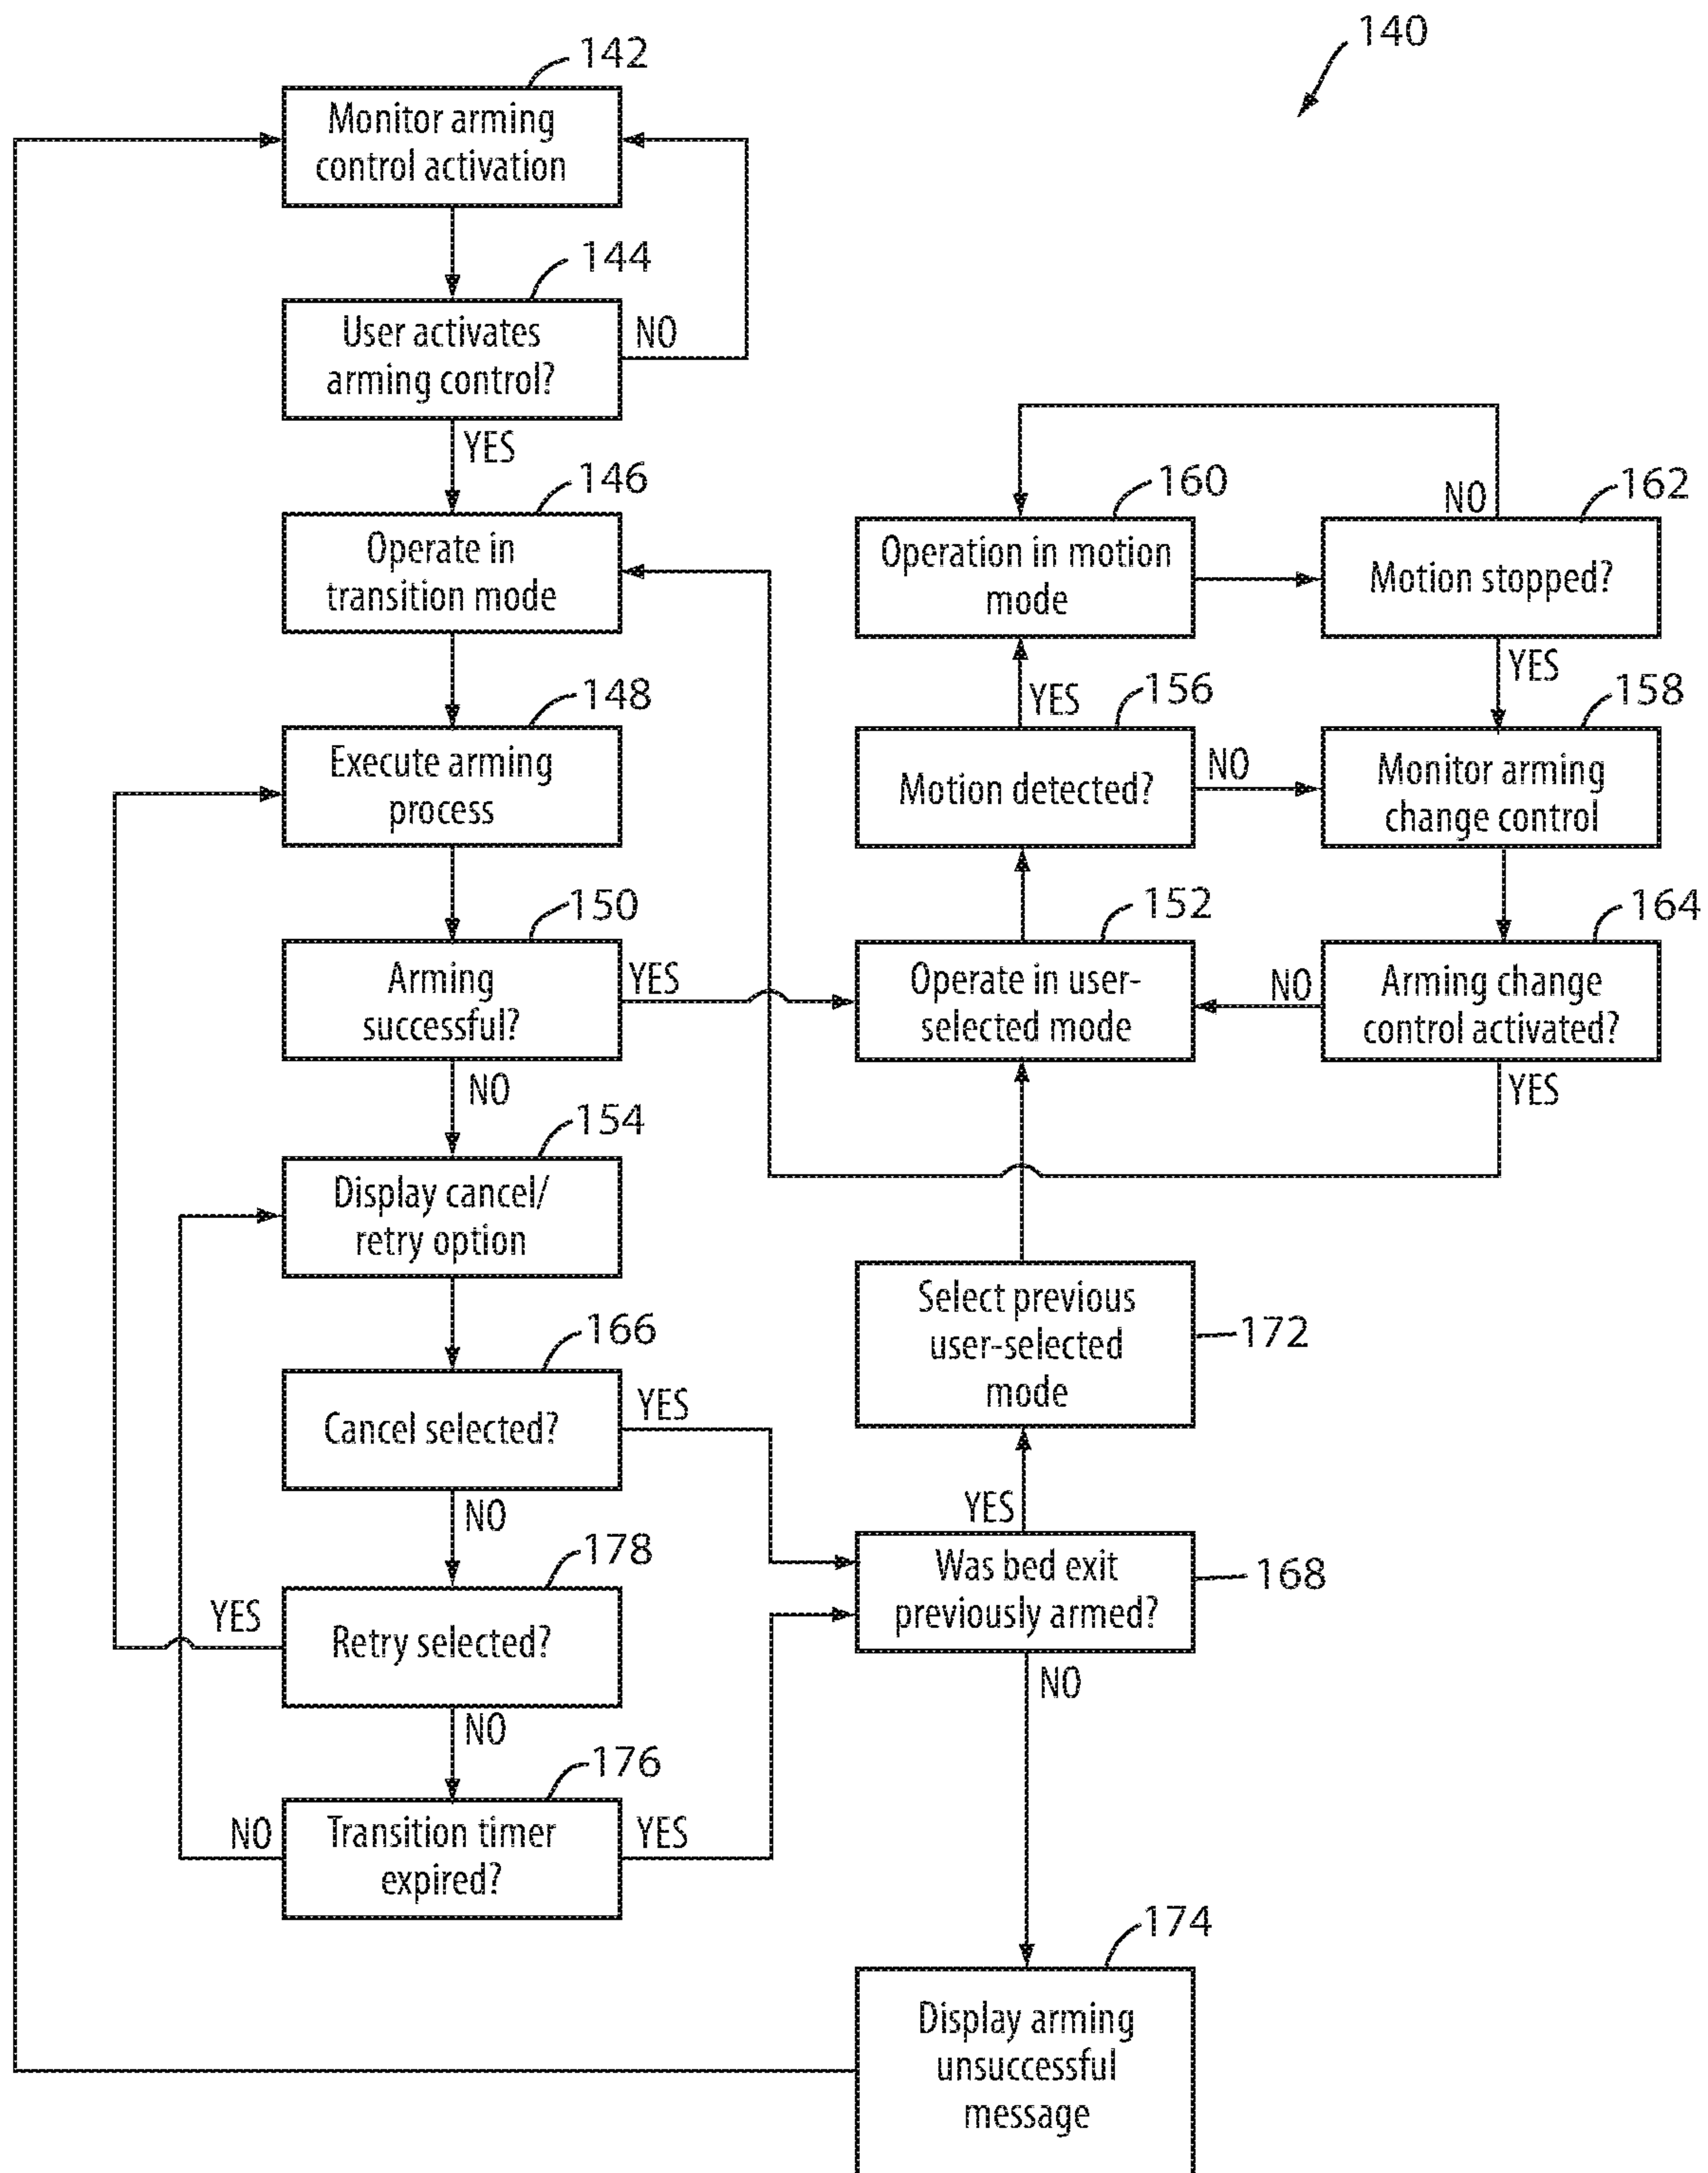 140
142
Monitor arming
control activation
144
User activates
arming control?
NO
YES
146
Operate in
transition mode
148
Execute arming
process
150
Arming
successful?
YES
NO
154
Display cancel/
retry option
166
Cancel selected?
YES
NO
178
Retry selected?
YES
NO
176
Transition timer
expired?
NO
YES
160
Operation in motion
mode
162
NO
Motion stopped?
YES
156
Motion detected?
YES
NO
158
Monitor arming
change control
152
Operate in user-
selected mode
164
Arming change
control activated?
NO
YES
Select previous
user-selected
mode
172
YES
Was bed exit
previously armed?
168
NO
174
Display arming
unsuccessful
message